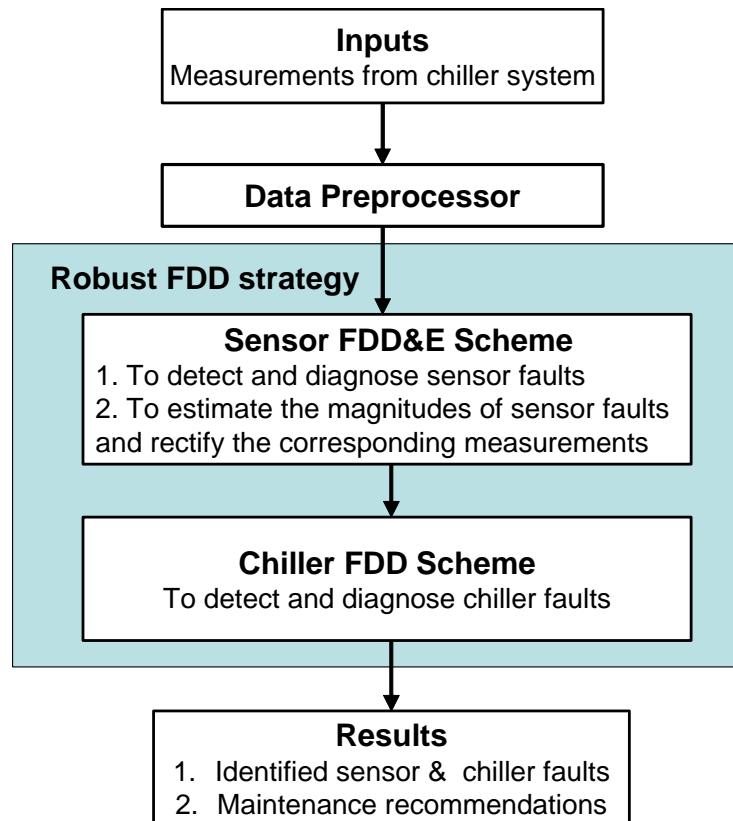 Inputs
Measurements from chiller system
Data Preprocessor
Robust FDD strategy
Sensor FDD&E Scheme
1. To detect and diagnose sensor faults
2. To estimate the magnitudes of sensor faults
and rectify the corresponding measurements
Chiller FDD Scheme
To detect and diagnose chiller faults
Results
1. Identified sensor & chiller faults
2. Maintenance recommendations